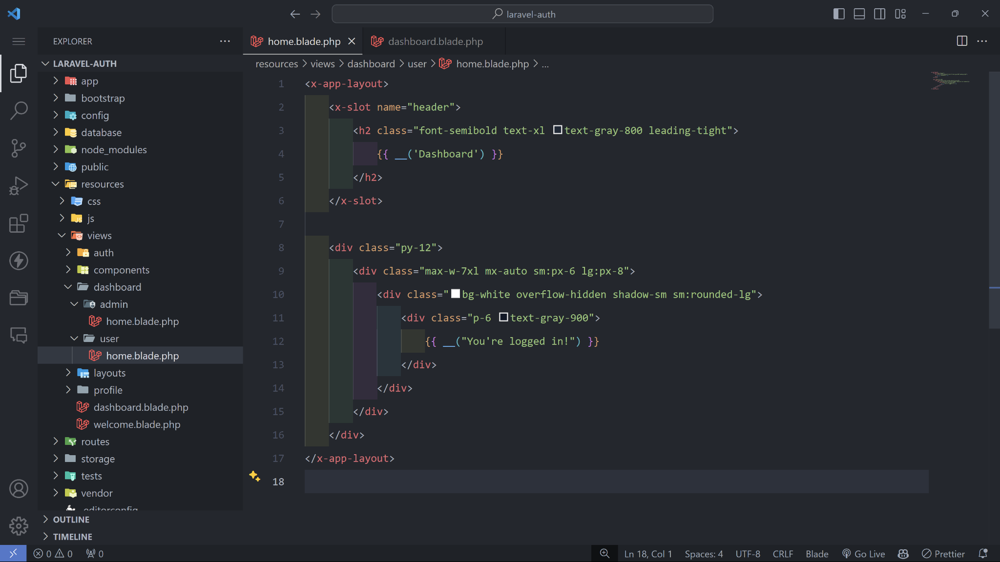 laravel-auth
EXPLORER
home.blade.php
dashboard.blade.php
LARAVEL-AUTH
resources > views > dashboard > user > home.blade.php > ...
app
bootstrap
config
database
node_modules
public
resources
css
js
views
auth
components
dashboard
admin
home.blade.php
user
home.blade.php
layouts
profile
dashboard.blade.php
welcome.blade.php
routes
storage
tests
vendor
.editorconfig
OUTLINE
TIMELINE
1 <x-app-layout>
2 <x-slot name="header">
3 <h2 class="font-semibold text-xl text-gray-800 leading-tight">
4 {{ __('Dashboard') }}
5 </h2>
6 </x-slot>
7
8 <div class="py-12">
9 <div class="max-w-7xl mx-auto sm:px-6 lg:px-8">
10 <div class="bg-white overflow-hidden shadow-sm sm:rounded-lg">
11 <div class="p-6 text-gray-900">
12 {{ __("You're logged in!") }}
13 </div>
14 </div>
15 </div>
16 </div>
17 </x-app-layout>
18
0 0 0 Ln 18, Col 1 Spaces: 4 UTF-8 CRLF Blade Go Live Prettier